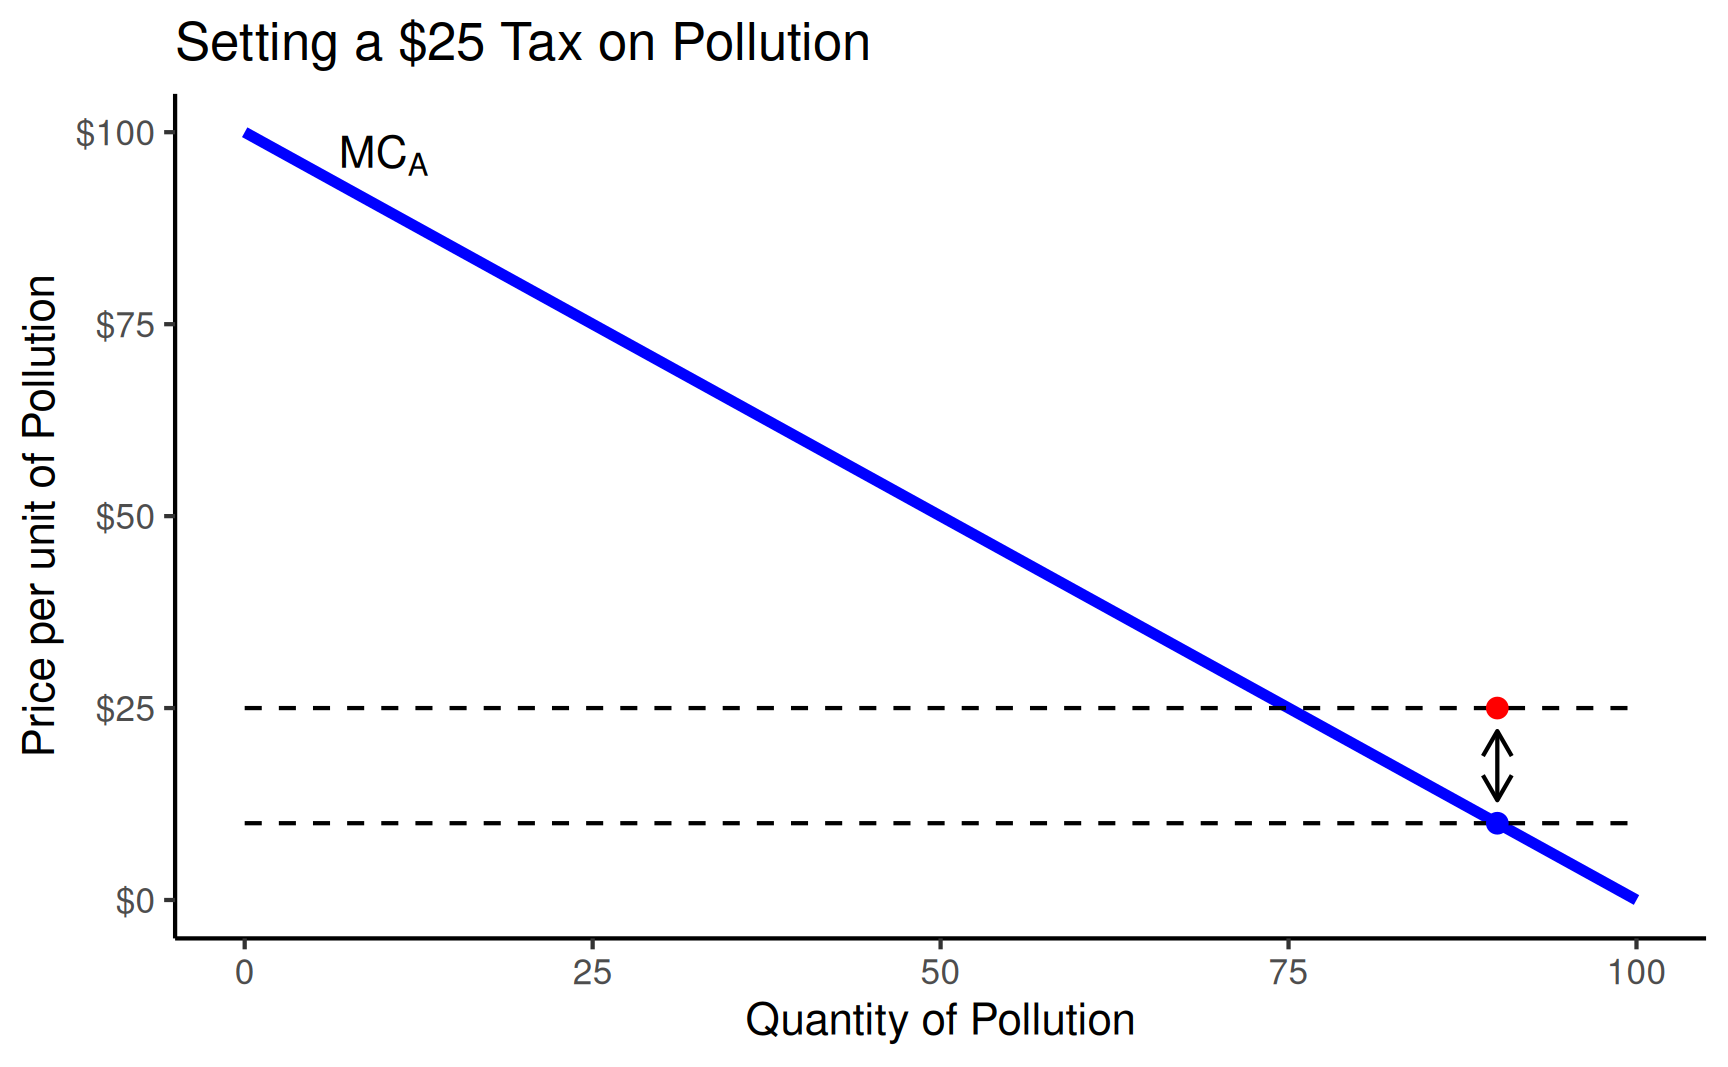 Setting a $25 Tax on Pollution
Price per unit of Pollution
$100
$75
$50
$25
$0
MCA
0 25 50 75 100
Quantity of Pollution